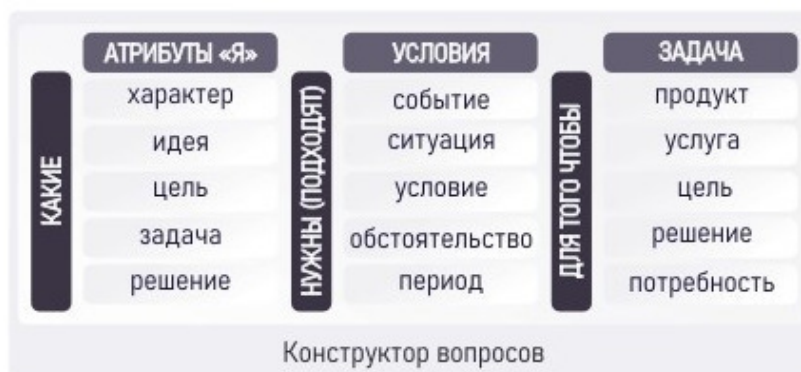 АТРИБУТЫ «Я»
УСЛОВИЯ
ЗАДАЧА
КАКИЕ
характер
идея
цель
задача
решение
НУЖНЫ (ПОДХОДЯТ)
событие
ситуация
условие
обстоятельство
период
ДЛЯ ТОГО ЧТОБЫ
продукт
услуга
цель
решение
потребность
Конструктор вопросов